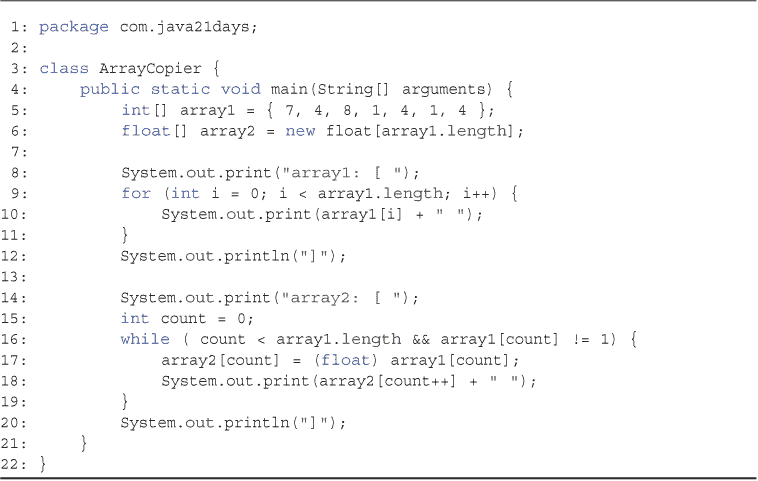 1: package com.java21days;
2:
3: class ArrayCopier {
4:     public static void main(String[] arguments) {
5:         int[] array1 = { 7, 4, 8, 1, 4, 1, 4 };
6:         float[] array2 = new float[array1.length];
7:
8:         System.out.print("array1: [ ");
9:         for (int i = 0; i < array1.length; i++) {
10:             System.out.print(array1[i] + " ");
11:         }
12:         System.out.println("]");
13:
14:         System.out.print("array2: [ ");
15:         int count = 0;
16:         while ( count < array1.length && array1[count] != 1) {
17:             array2[count] = (float) array1[count];
18:             System.out.print(array2[count++] + " ");
19:         }
20:         System.out.println("]");
21:     }
22: }